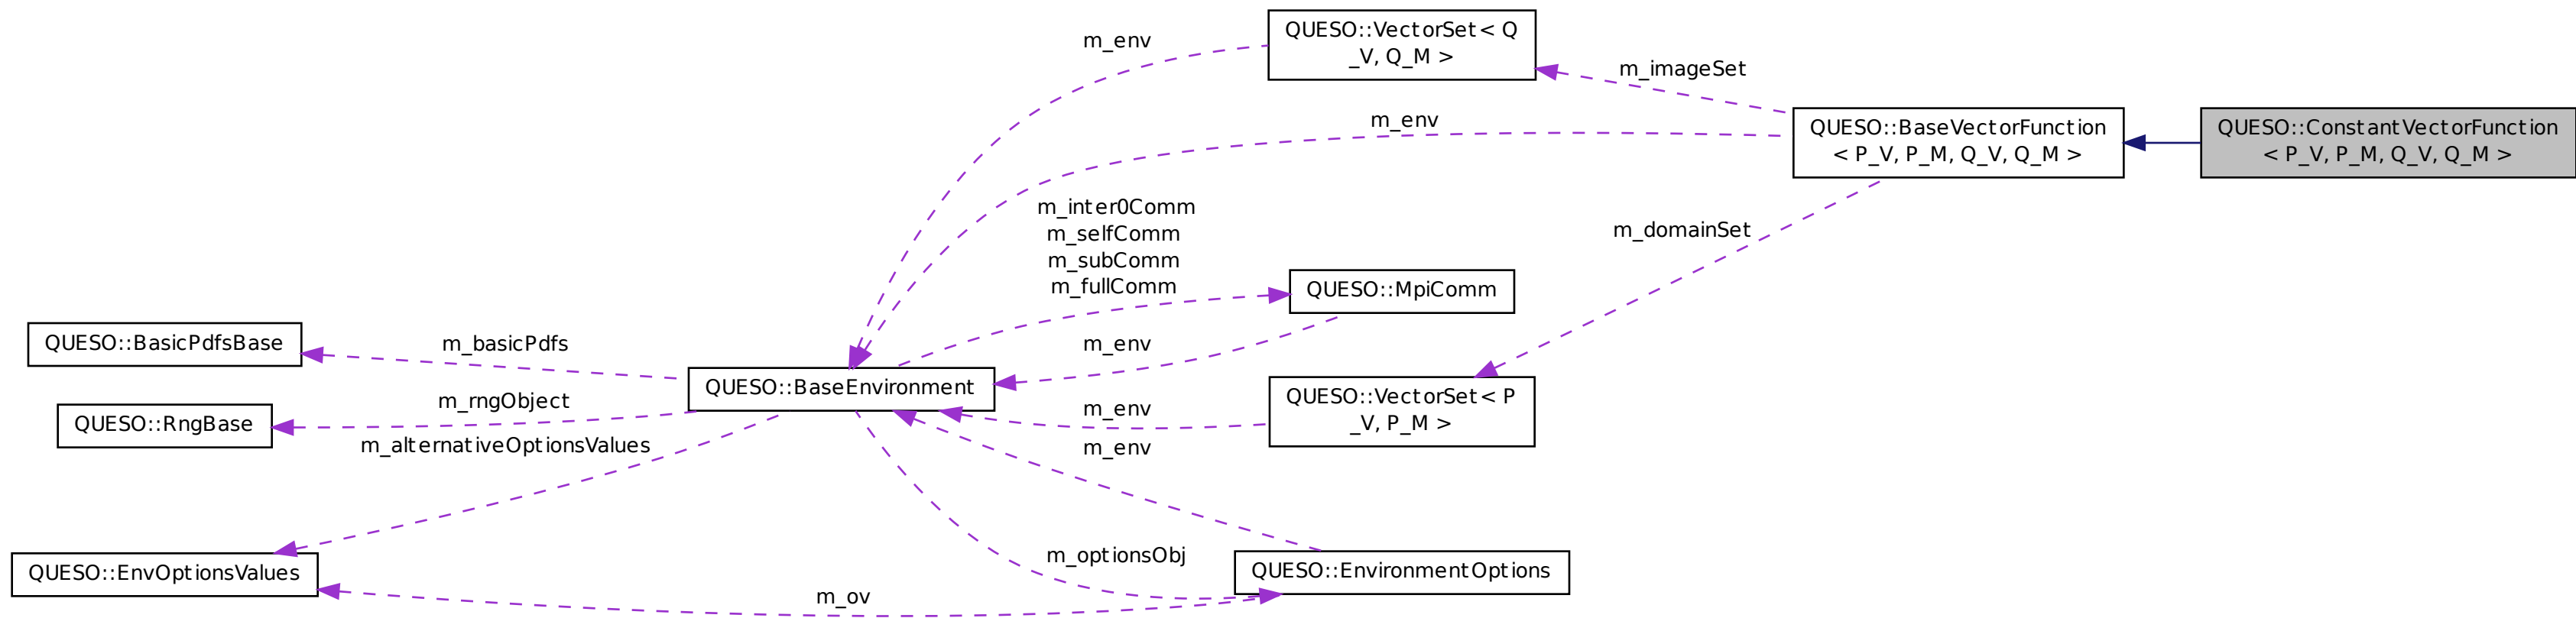 QUESO::VectorSet< Q
_V, Q_M >
m_env
m_imageSet
m_env
QUESO::BaseVectorFunction
< P_V, P_M, Q_V, Q_M >
QUESO::ConstantVectorFunction
< P_V, P_M, Q_V, Q_M >
m_inter0Comm
m_selfComm
m_subComm
m_fullComm
m_domainSet
QUESO::MpiComm
QUESO::BasicPdfsBase
m_basicPdfs
m_env
QUESO::BaseEnvironment
QUESO::VectorSet< P
_V, P_M >
m_rngObject
m_env
QUESO::RngBase
m_alternativeOptionsValues
m_env
m_optionsObj
QUESO::EnvOptionsValues
QUESO::EnvironmentOptions
m_ov